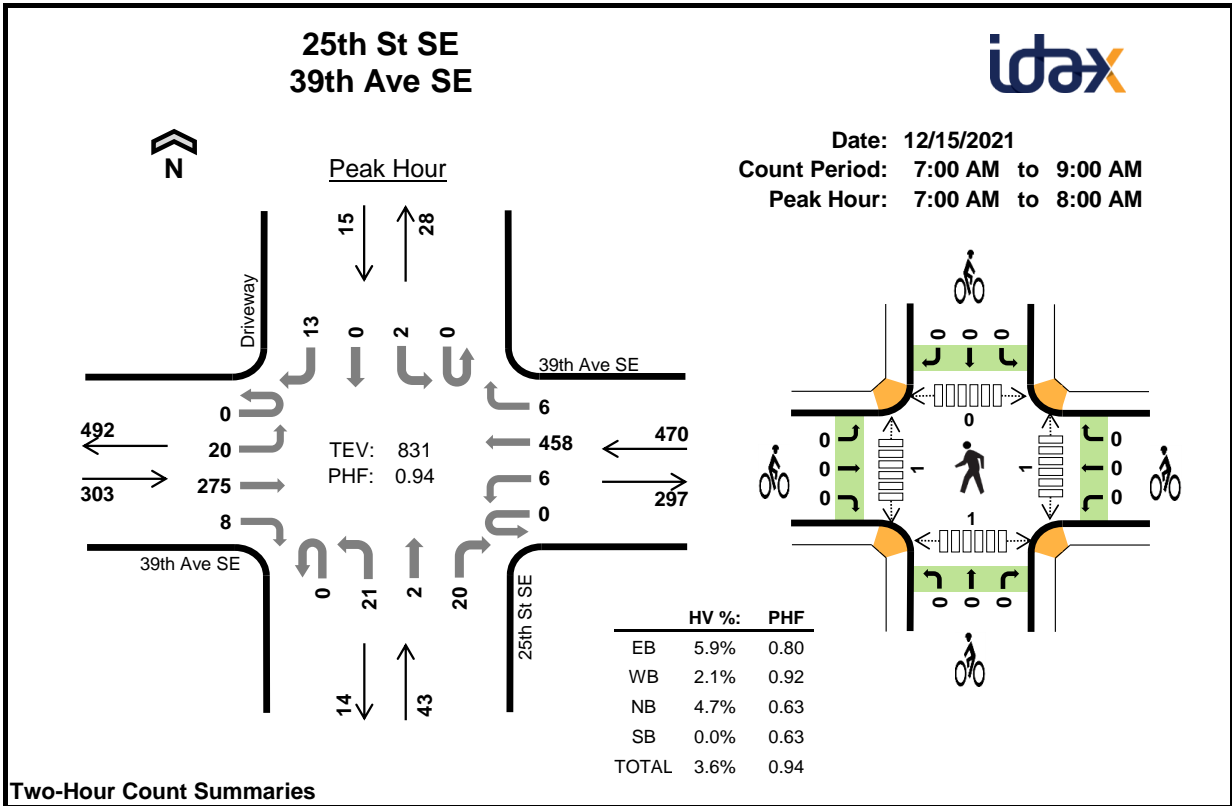 25th St SE
39th Ave SE
idax
N
Peak Hour
Date: 12/15/2021
Count Period: 7:00 AM to 9:00 AM
Peak Hour: 7:00 AM to 8:00 AM
15
28
Driveway
13
0
2
0
39th Ave SE
0
20
275
8
492
303
TEV: 831
PHF: 0.94
6
458
6
0
470
297
39th Ave SE
0
21
2
20
25th St SE
14
43
0 0 0
0
0
0
0
0
1
1
0
0
0
1
0 0 0
HV %: PHF
EB 5.9% 0.80
WB 2.1% 0.92
NB 4.7% 0.63
SB 0.0% 0.63
TOTAL 3.6% 0.94
Two-Hour Count Summaries